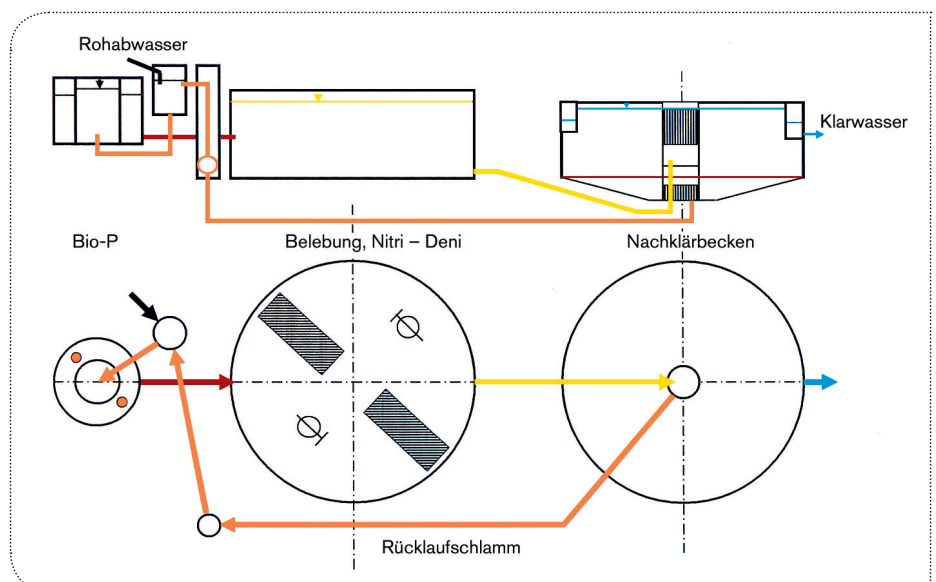 Rohabwasser
Klarwasser
Bio-P
Belebung, Nitri – Deni
Nachklärbecken
Rücklaufschlamm